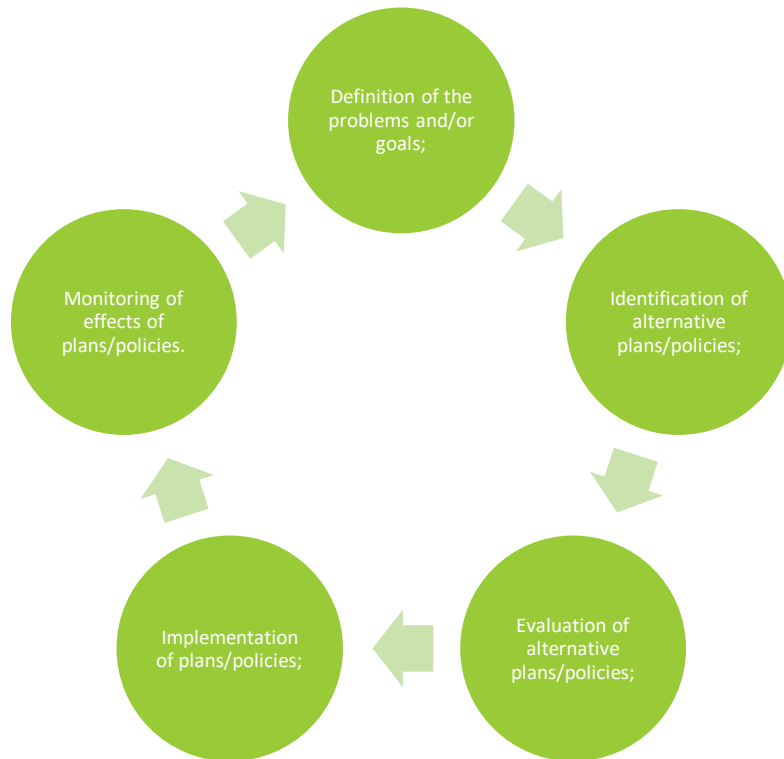 Definition of the
problems and/or
goals;
Identification of
alternative
plans/policies;
Evaluation of
alternative
plans/policies;
Implementation
of plans/policies;
Monitoring of
effects of
plans/policies.